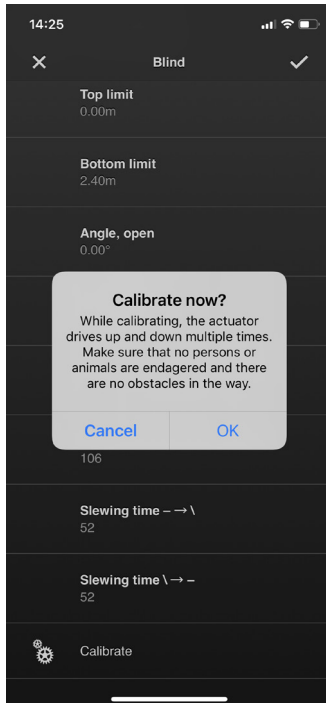 14:25
Blind
Top limit
0.00m
Bottom limit
2.40m
Angle, open
0.00°
Calibrate now?
While calibrating, the actuator
drives up and down multiple times.
Make sure that no persons or
animals are endagered and there
are no obstacles in the way.
Cancel OK
106
Slewing time – → \
52
Slewing time \ → –
52
Calibrate